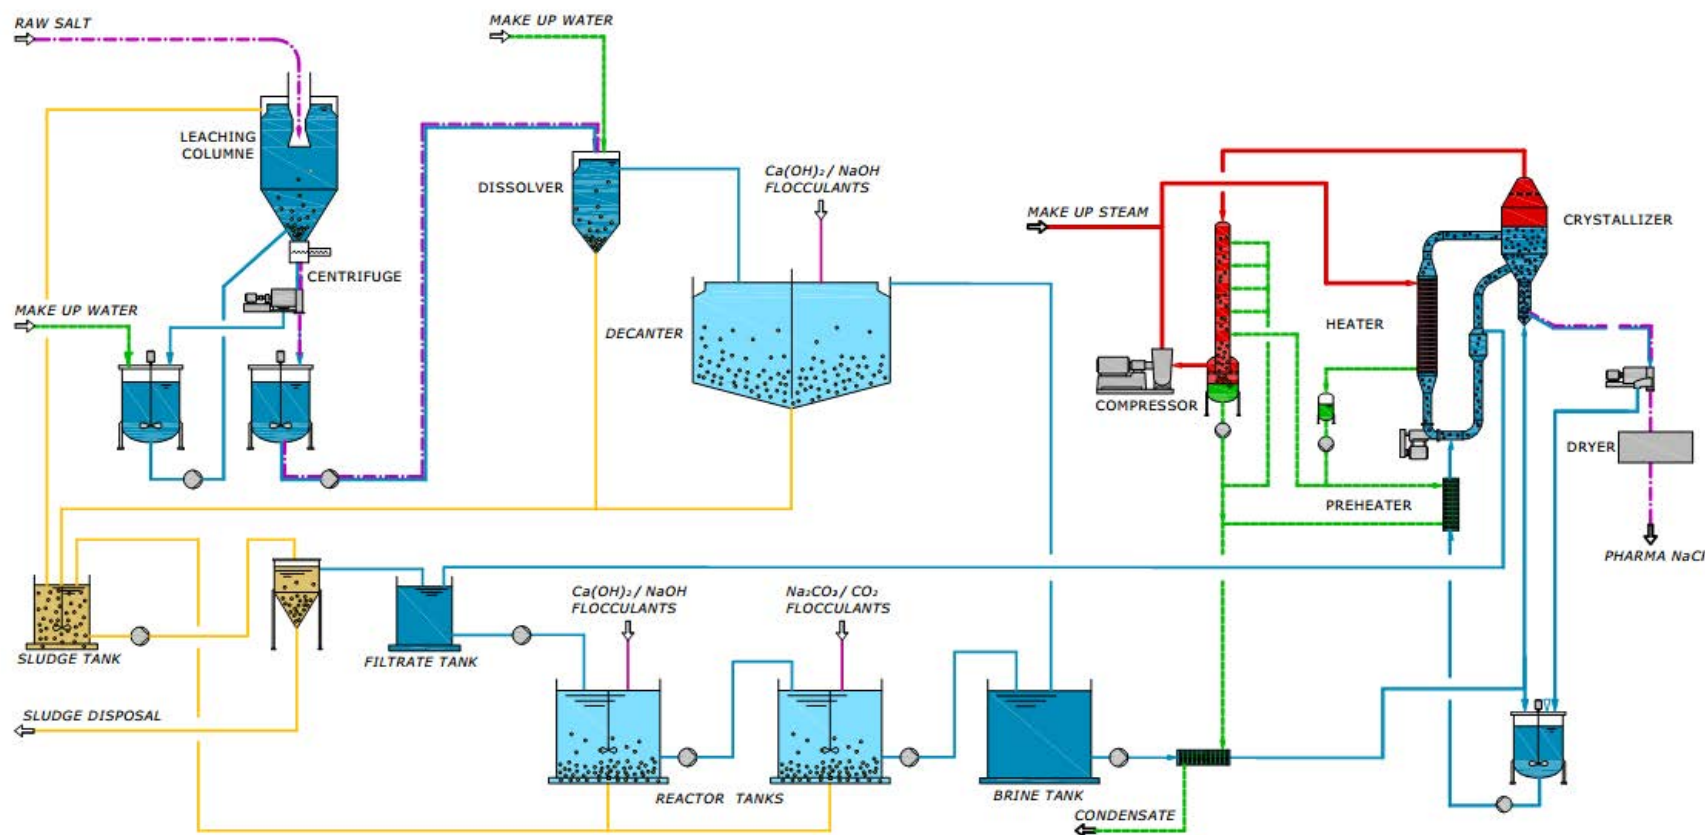 RAW SALT
MAKE UP WATER
LEACHING
COLUMNE
DISSOLVER
Ca(OH)₂ / NaOH
FLOCCULANTS
MAKE UP STEAM
CRYSTALLIZER
CENTRIFUGE
MAKE UP WATER
DECANTER
HEATER
COMPRESSOR
DRYER
PREHEATER
PHARMA NaCl
Ca(OH)₂ / NaOH
FLOCCULANTS
Na₂CO₃ / CO₂
FLOCCULANTS
SLUDGE TANK
FILTRATE TANK
SLUDGE DISPOSAL
REACTOR TANKS
BRINE TANK
CONDENSATE